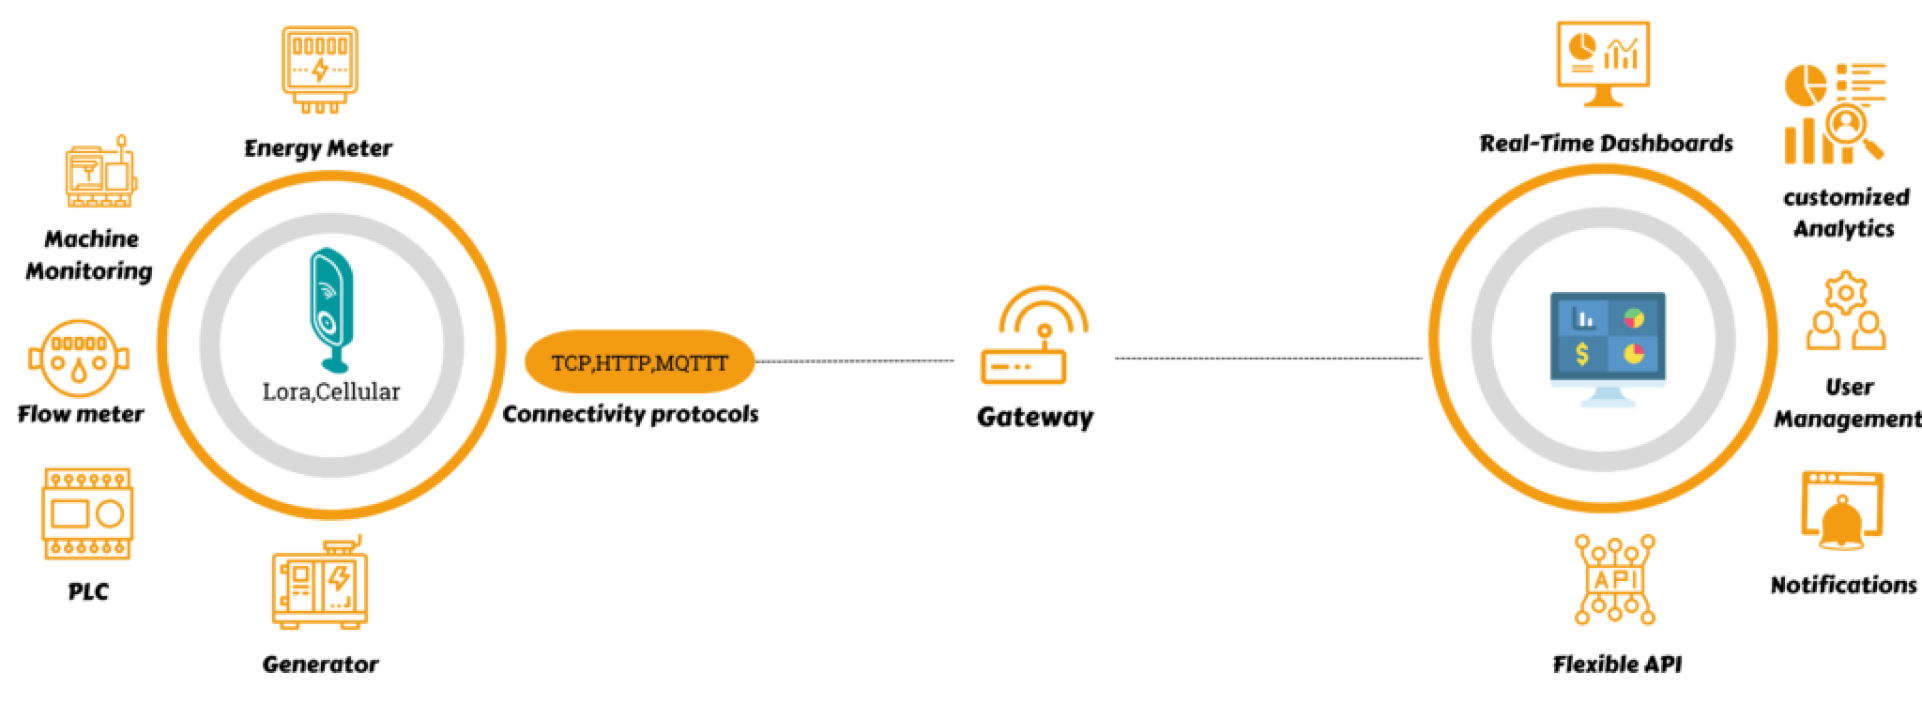 Energy Meter
Machine
Monitoring
Flow meter
PLC
Generator
Lora,Cellular
TCP,HTTP,MQTTT
Connectivity protocols
Gateway
Real-Time Dashboards
customized
Analytics
User
Management
Notifications
API
Flexible API